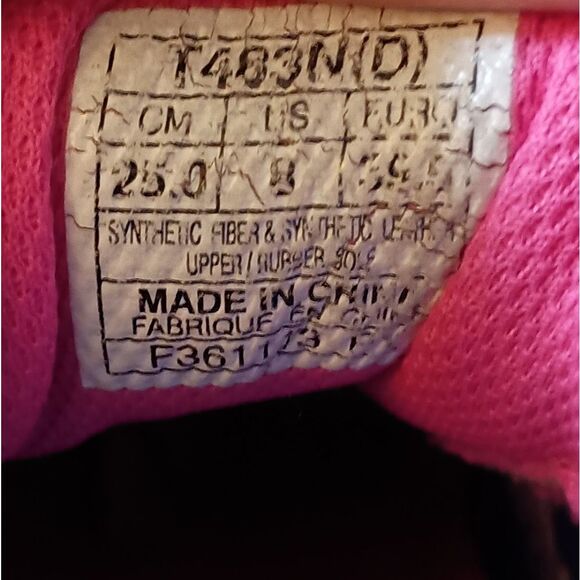 T463N(D)
CM US EURO
25.0 8 39.5
SYNTHETIC FIBER & SYNTHETIC LEATHER
UPPER/RUBBER SOLE
MADE IN CHINA
FABRIQUE EN CHINE